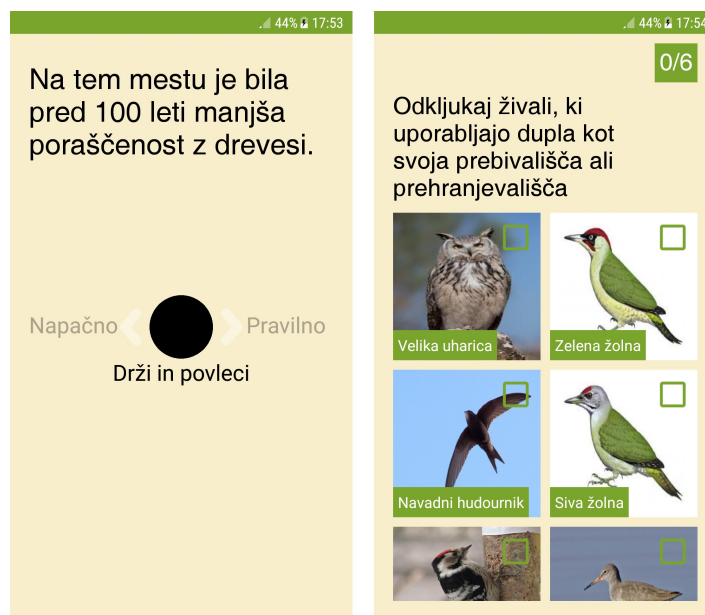 44% 17:53
Na tem mestu je bila
pred 100 leti manjša
poraščenost z drevesi.
Napačno
Pravilno
Drži in povleci
44% 17:54
0/6
Odkljukaj živali, ki
uporabljajo dupla kot
svoja prebivališča ali
prehranjevališča
Velika uharica
Zelena žolna
Navadni hudournik
Siva žolna